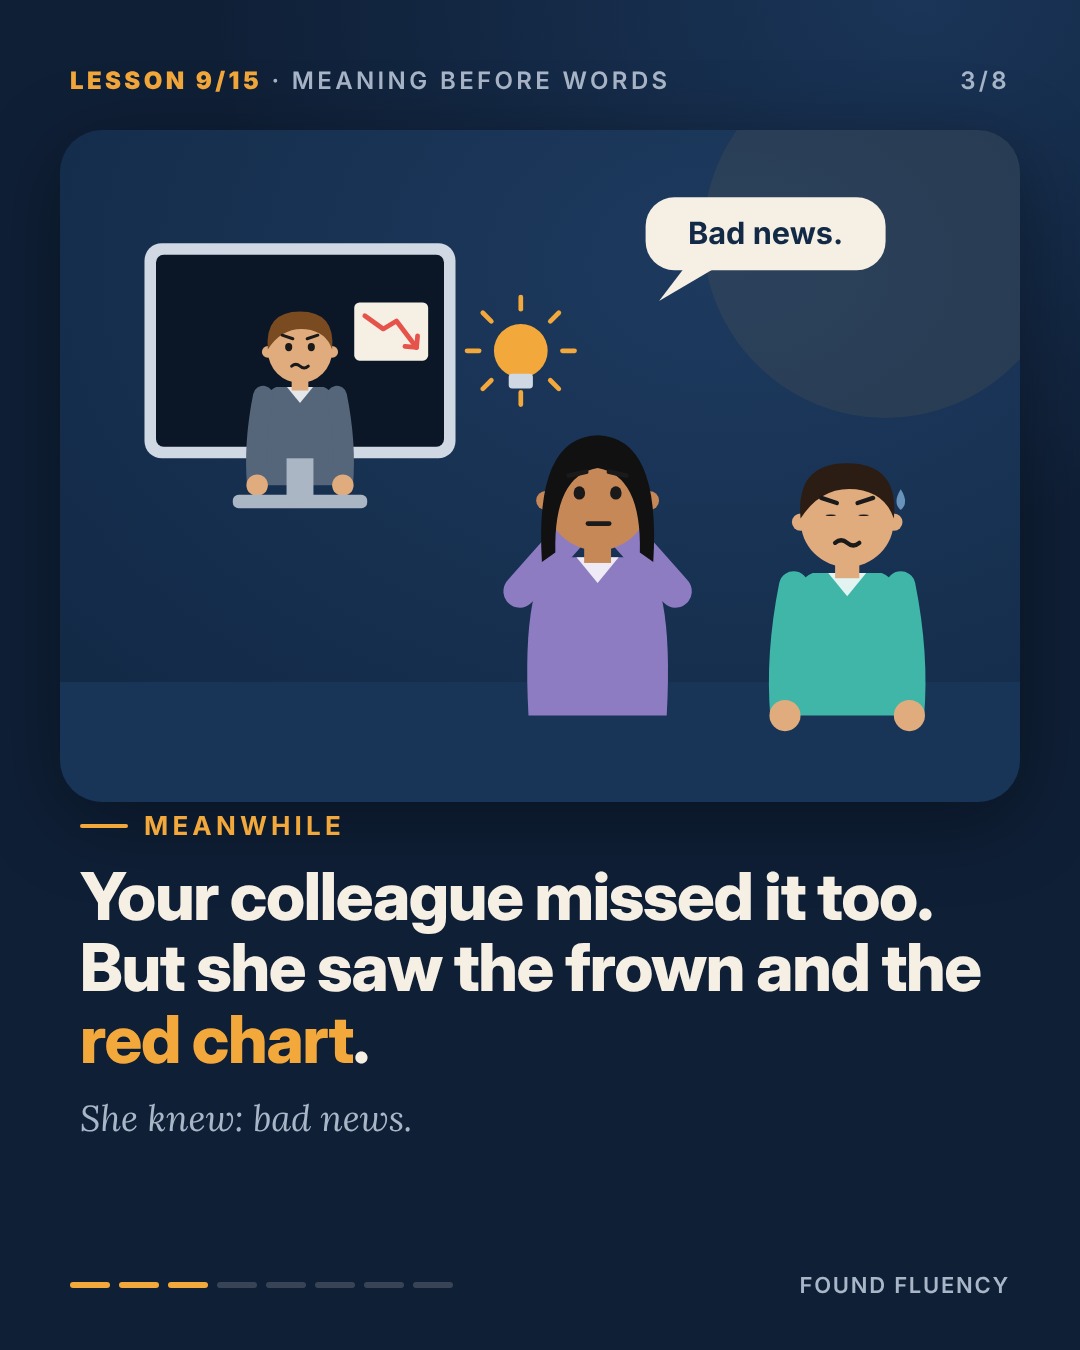 LESSON 9/15 · MEANING BEFORE WORDS
3/8
Bad news.
MEANWHILE
Your colleague missed it too.
But she saw the frown and the
red chart.
She knew: bad news.
FOUND FLUENCY